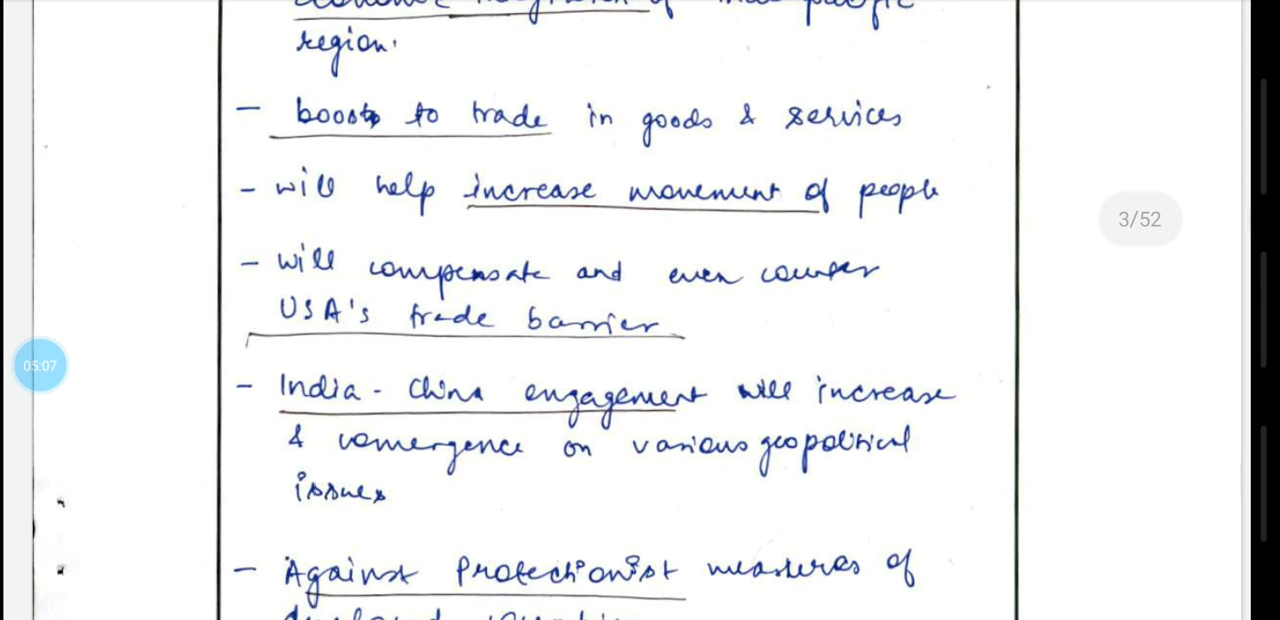 region.
- boost to trade in goods & services
- will help increase movement of people
3/52
- will compensate and even counter
USA's trade barrier
05:07
- India - China engagement will increase
& convergence on various geopolitical
issues
- Against Protectionist measures of